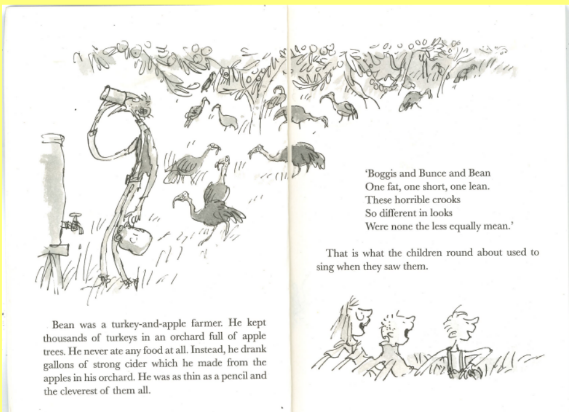 Bean was a turkey-and-apple farmer. He kept
thousands of turkeys in an orchard full of apple
trees. He never ate any food at all. Instead, he drank
gallons of strong cider which he made from the
apples in his orchard. He was as thin as a pencil and
the cleverest of them all.
‘Boggis and Bunce and Bean
One fat, one short, one lean.
These horrible crooks
So different in looks
Were none the less equally mean.’
That is what the children round about used to
sing when they saw them.